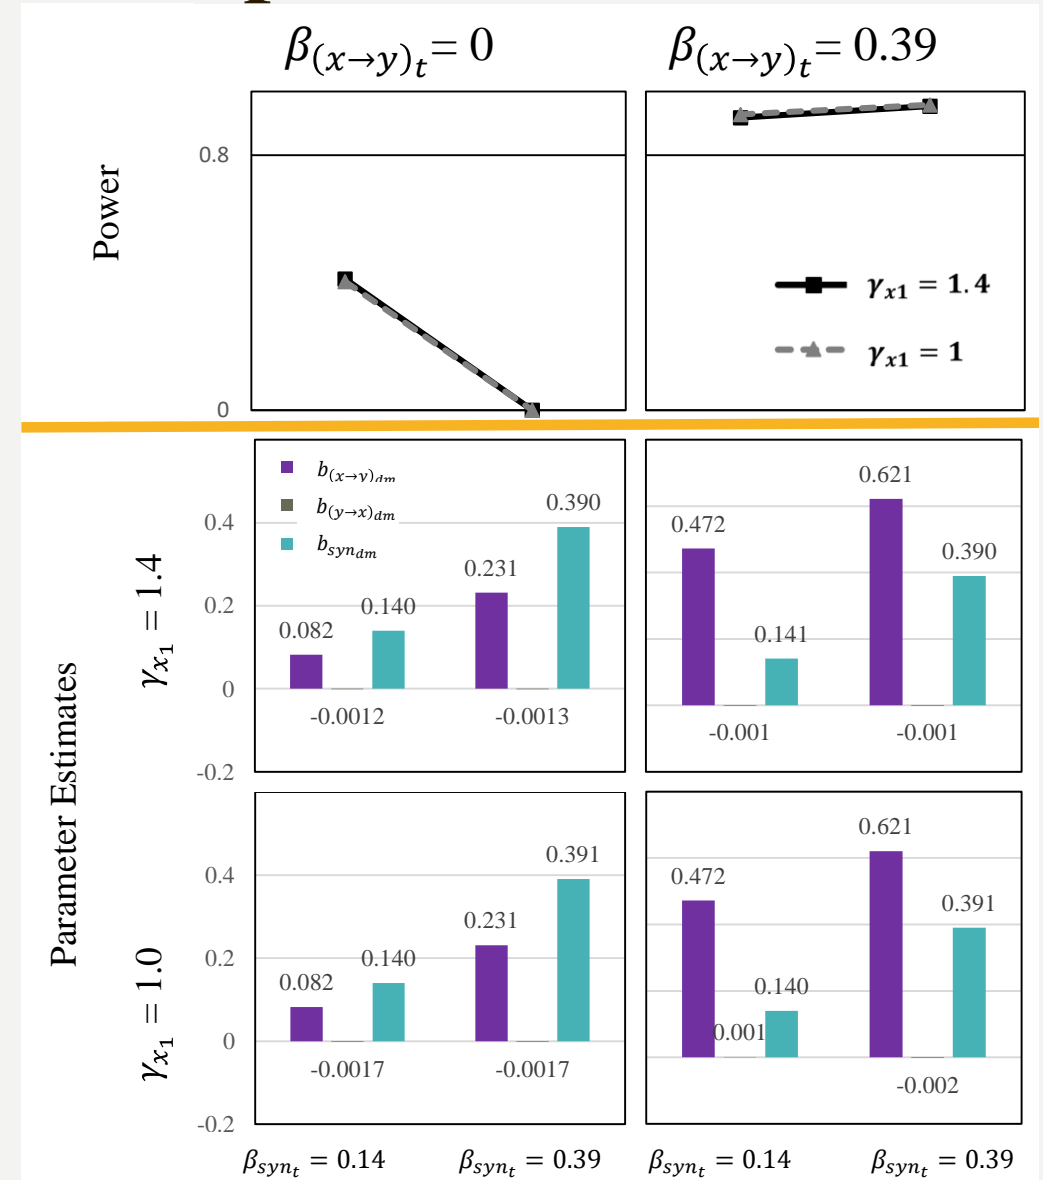 β(x→y)t = 0
β(x→y)t = 0.39
Power
0.8
0
γx1 = 1.4
γx1 = 1
Parameter Estimates
γx1 = 1.4
b(x→y)dm
b(y→x)dm
bsyndm
0.4
0.2
0
-0.2
0.082
0.140
0.231
0.390
-0.0012
-0.0013
0.472
0.141
0.621
0.390
-0.001
-0.001
γx1 = 1.0
0.4
0.2
0
-0.2
0.082
0.140
0.231
0.391
-0.0017
-0.0017
0.472
0.001
0.140
0.621
0.391
-0.002
βsynt = 0.14
βsynt = 0.39
βsynt = 0.14
βsynt = 0.39